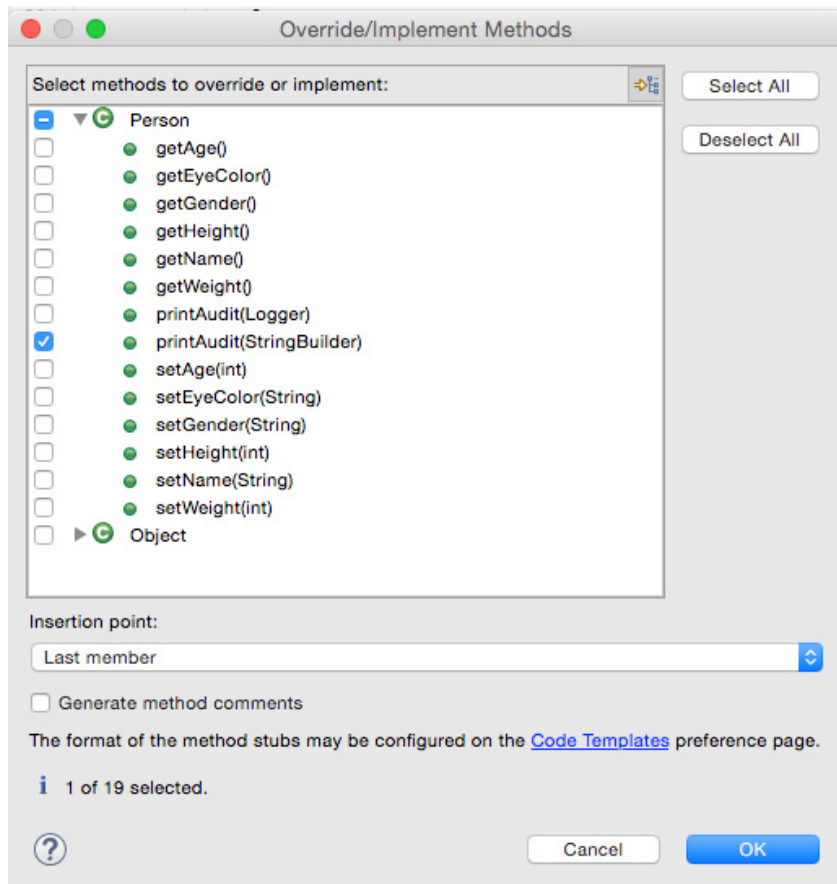 Override/Implement Methods
Select methods to override or implement:
Select All
Person
Deselect All
getAge()
getEyeColor()
getGender()
getHeight()
getName()
getWeight()
printAudit(Logger)
printAudit(StringBuilder)
setAge(int)
setEyeColor(String)
setGender(String)
setHeight(int)
setName(String)
setWeight(int)
Object
Insertion point:
Last member
Generate method comments
The format of the method stubs may be configured on the Code Templates preference page.
1 of 19 selected.
Cancel
OK